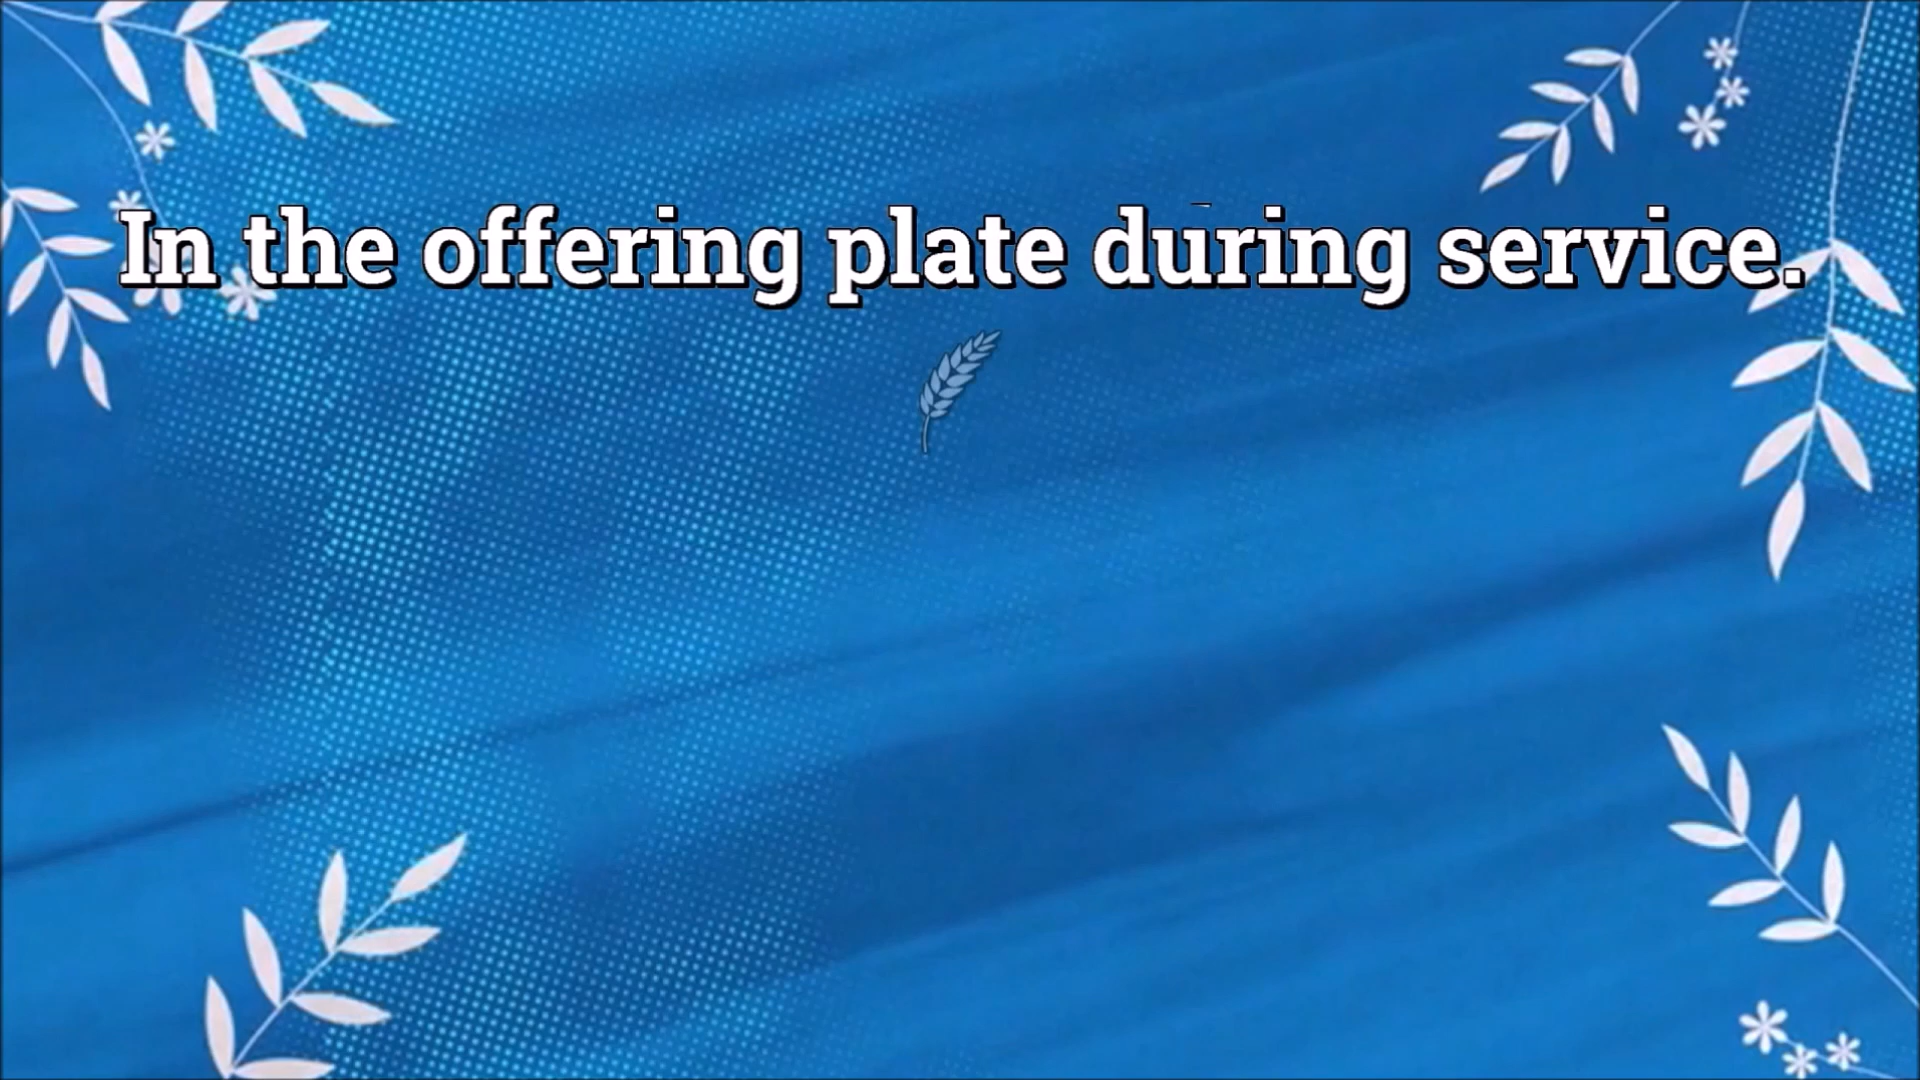 In the offering plate during service.